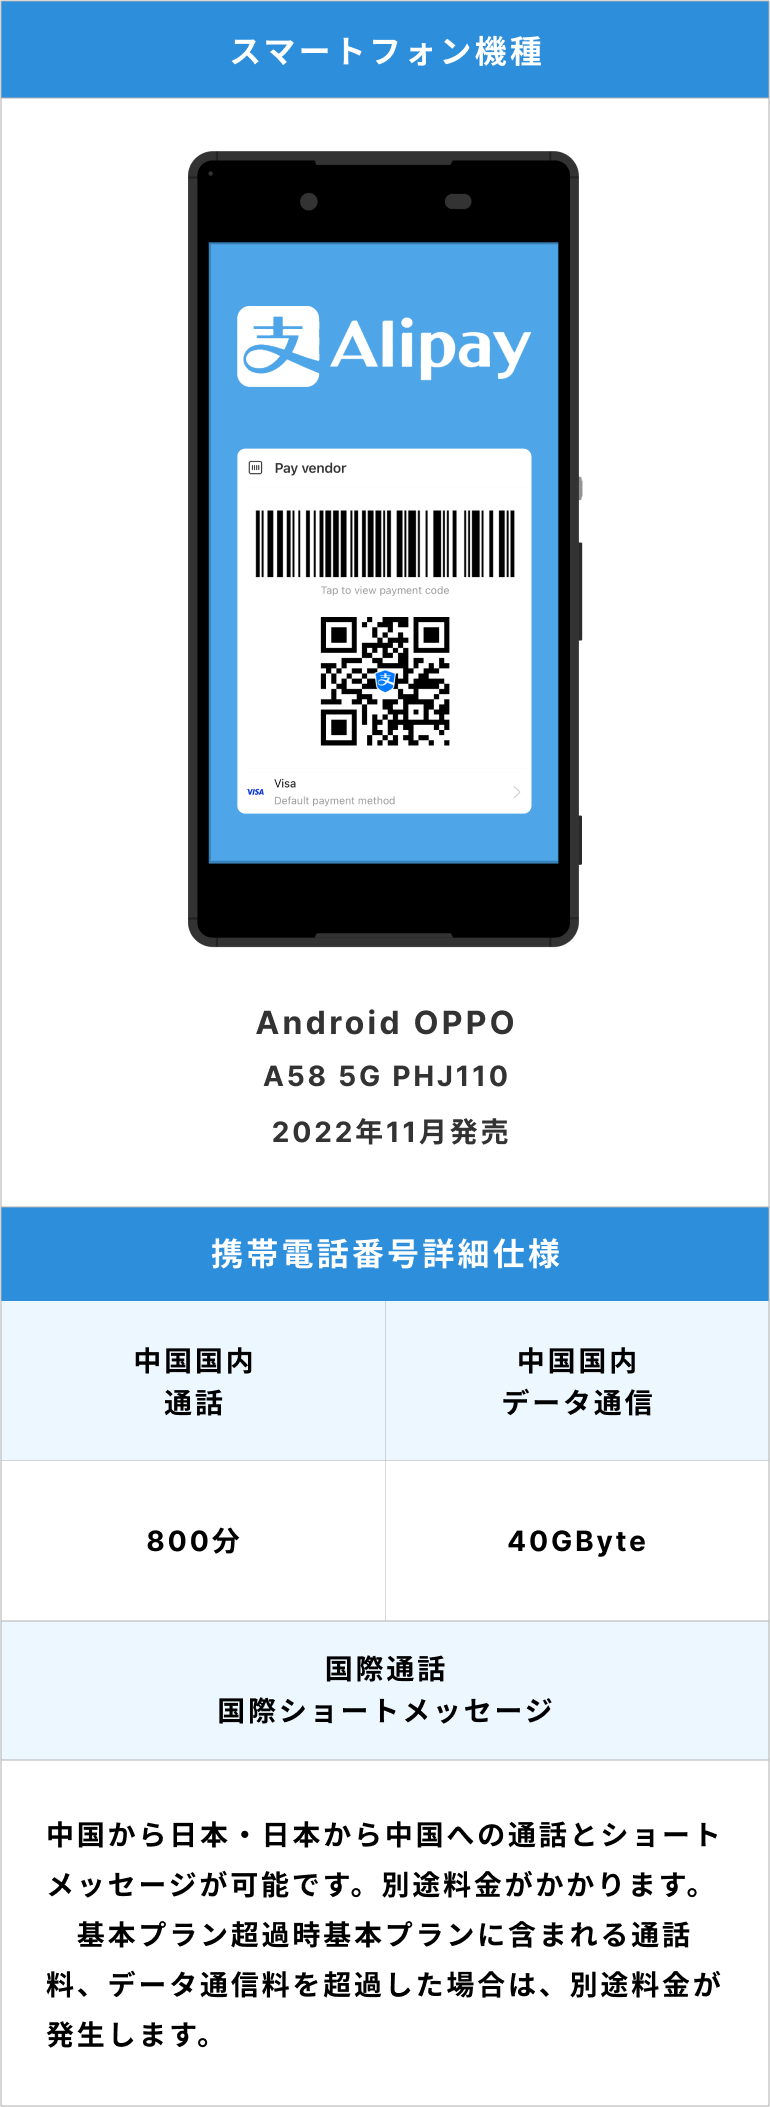 スマートフォン機種
支 Alipay
Pay vendor
Tap to view payment code
支
VISA
Visa
Default payment method
Android OPPO
A58 5G PHJ110
2022年11月発売
携帯電話番号詳細仕様
中国国内
通話
中国国内
データ通信
800分
40GByte
国際通話
国際ショートメッセージ
中国から日本・日本から中国への通話とショート
メッセージが可能です。別途料金がかかります。
　基本プラン超過時基本プランに含まれる通話
料、データ通信料を超過した場合は、別途料金が
発生します。